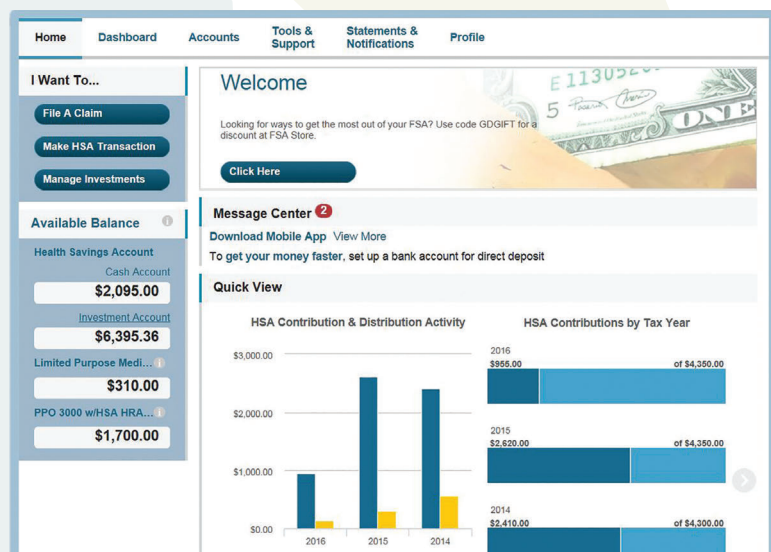 Home
Dashboard
Accounts
Tools &
Support
Statements &
Notifications
Profile
I Want To...
File A Claim
Make HSA Transaction
Manage Investments
Available Balance
Health Savings Account
Cash Account
$2,095.00
Investment Account
$6,395.36
Limited Purpose Medi...
$310.00
PPO 3000 w/HSA HRA...
$1,700.00
Welcome
Looking for ways to get the most out of your FSA? Use code GDGIFT for a
discount at FSA Store.
Click Here
5
ONE
Message Center 2
Download Mobile App View More
To get your money faster, set up a bank account for direct deposit
Quick View
HSA Contribution & Distribution Activity
$3,000.00
$2,000.00
$1,000.00
$0.00
2016 2015 2014
HSA Contributions by Tax Year
2016
$955.00 of $4,350.00
2015
$2,620.00 of $4,350.00
2014
$2,410.00 of $4,300.00